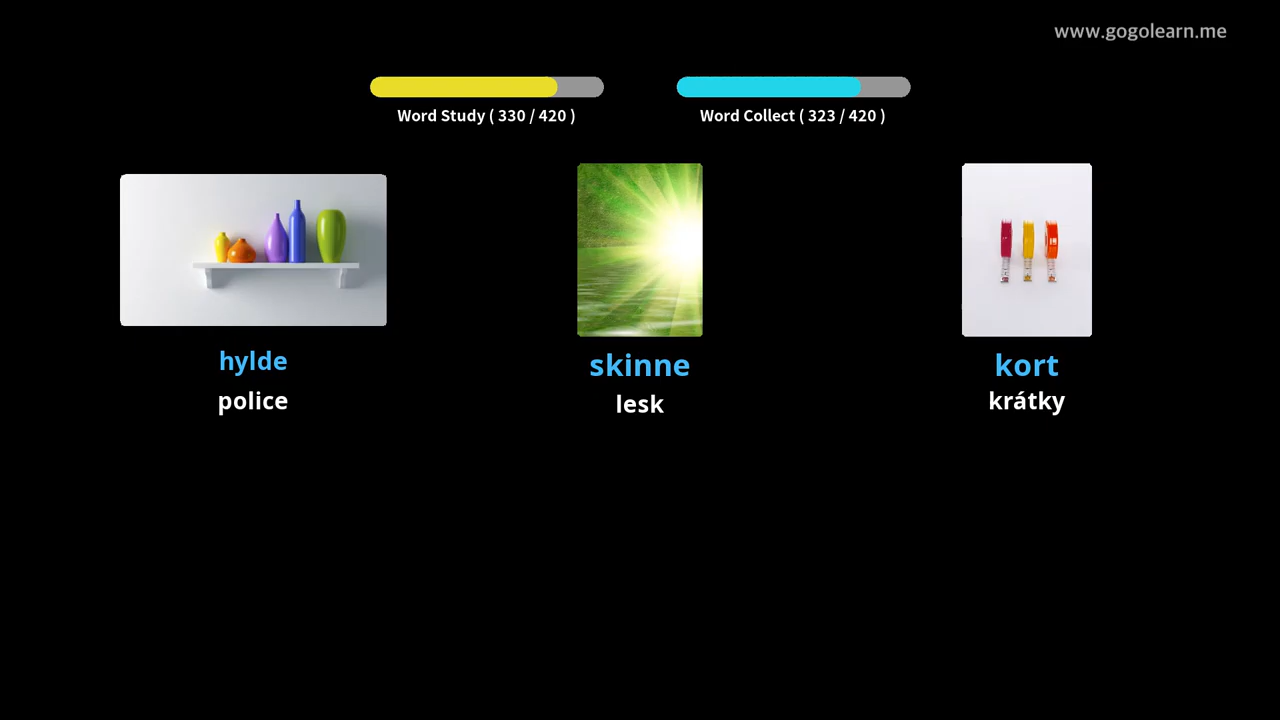 www.gogolearn.me
Word Study ( 330 / 420 )
Word Collect ( 323 / 420 )
hylde
police
skinne
lesk
kort
krátky